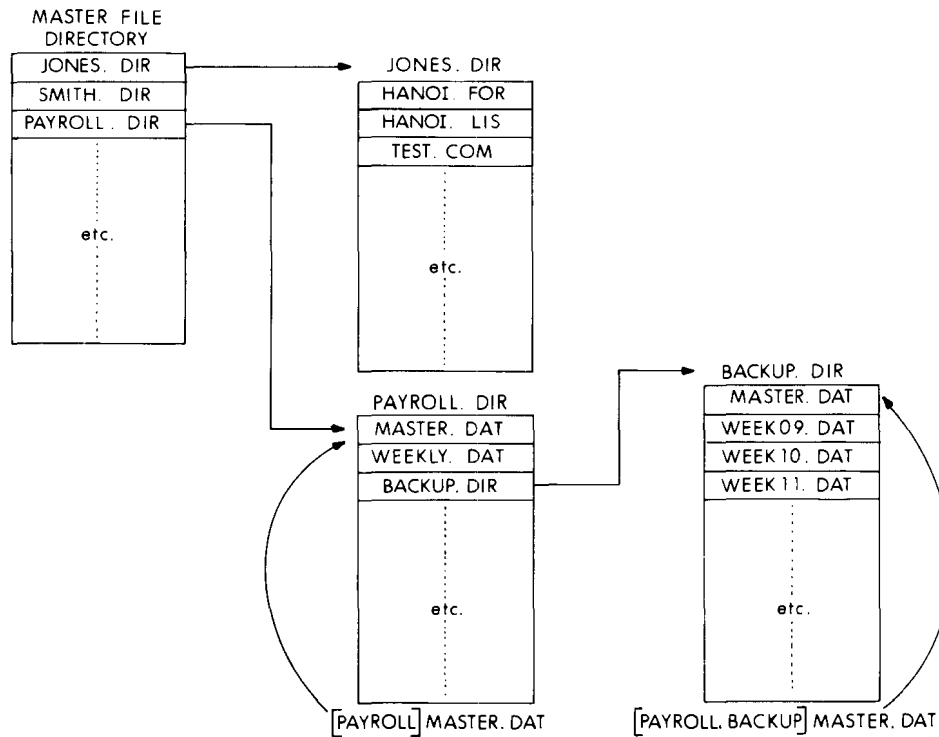 MASTER FILE
DIRECTORY
JONES. DIR
SMITH. DIR
PAYROLL. DIR
etc.
JONES. DIR
HANOI. FOR
HANOI. LIS
TEST. COM
etc.
PAYROLL. DIR
MASTER. DAT
WEEKLY. DAT
BACKUP. DIR
etc.
[PAYROLL] MASTER. DAT
BACKUP. DIR
MASTER. DAT
WEEK09. DAT
WEEK10. DAT
WEEK11. DAT
etc.
[PAYROLL. BACKUP] MASTER. DAT